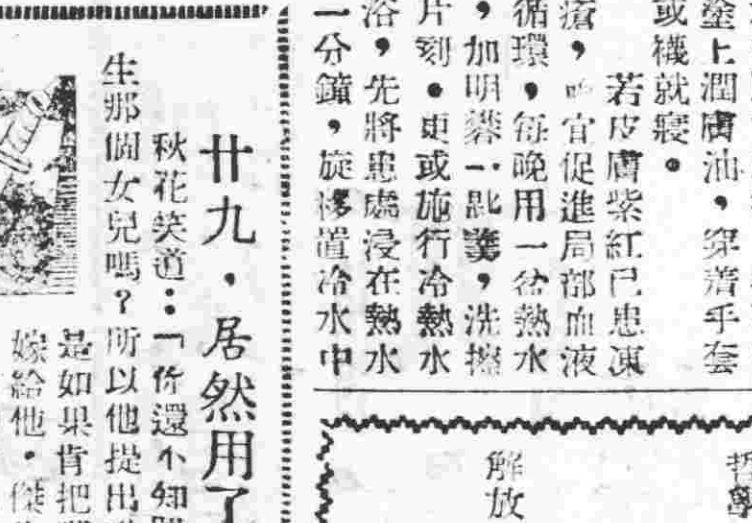 塗上潤膚油，穿着手套
或襪就寢。
若皮膚紫紅已患凍
瘡，宜促進局部血液
循環，每晚用一盆熱水
，加明礬一匙羹，洗擦
片刻。更或施行冷熱水
浴，先將患處浸在熱水
一分鐘，旋移置冷水中
哲學
解放
廿九．居然用了
秋花笑道：「你還不知
生那個女兒嗎？所以他提出
是如果肯把
嫁給他。傑